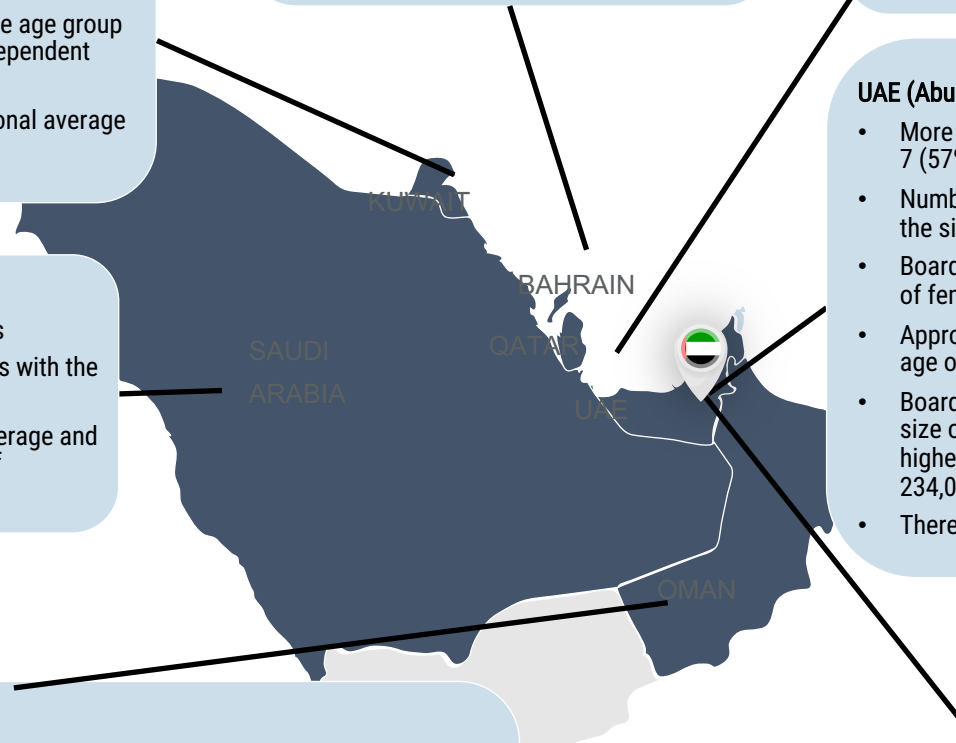 e age group
ependent
onal average
s
s with the
erage and
KUWAIT
BAHRAIN
QATAR
SAUDI
ARABIA
UAE
OMAN
UAE (Abu
• More
7 (57
• Numb
the si
• Board
of fer
• Appro
age o
• Board
size o
highe
234,0
• There